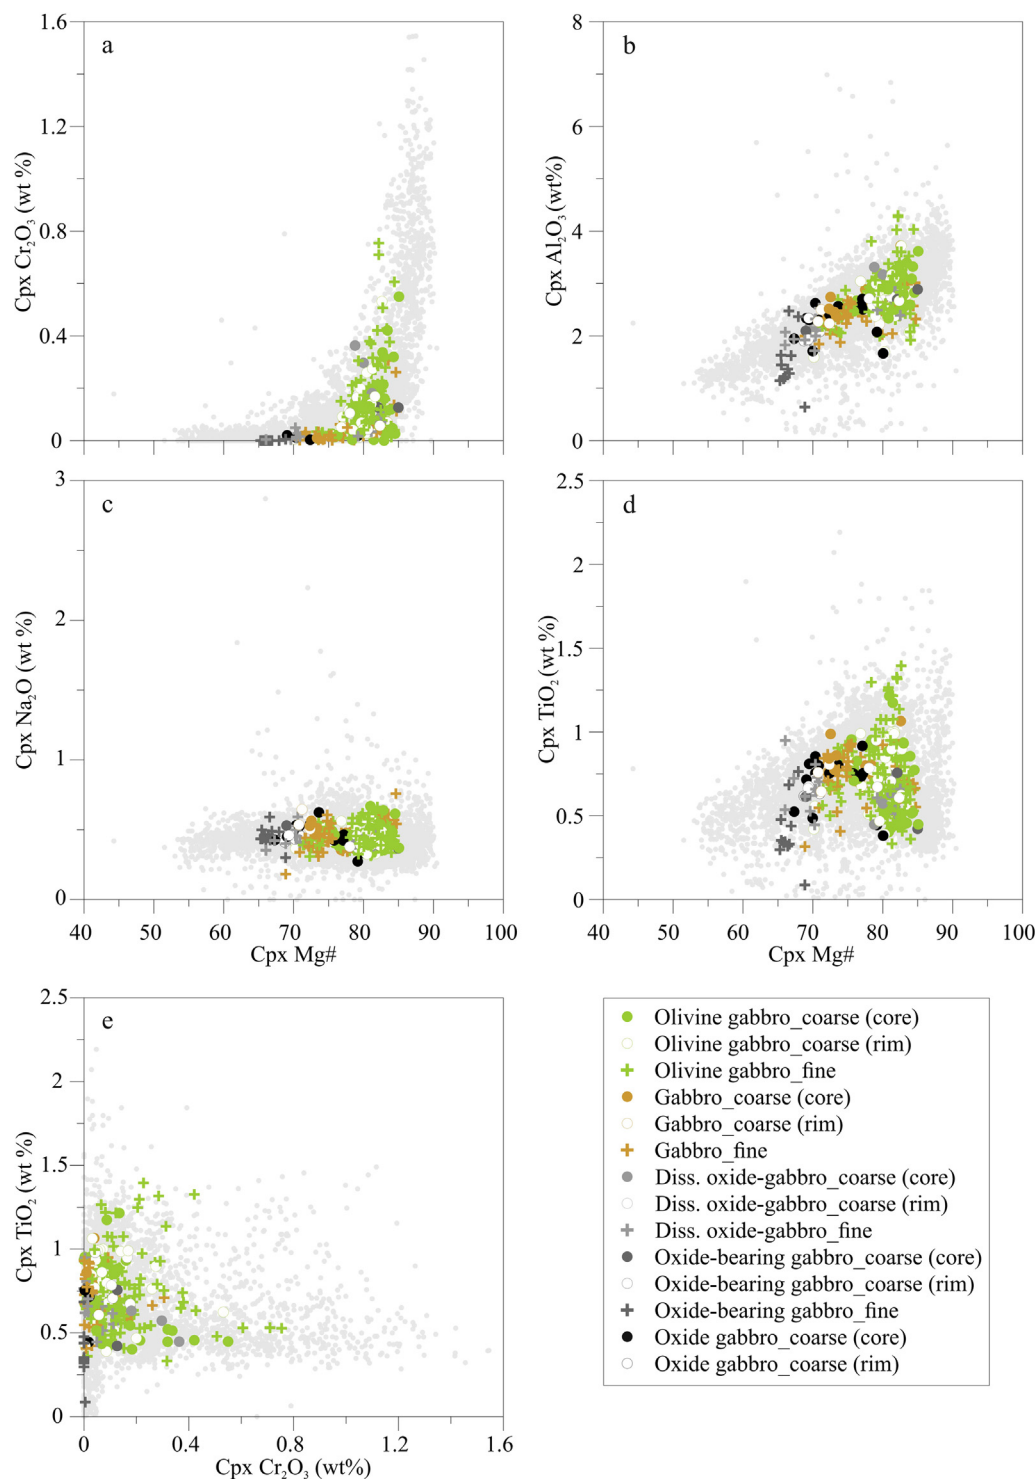 a
1.6
1.2
0.8
0.4
0
Cpx Cr₂O₃ (wt %)
b
8
6
4
2
0
Cpx Al₂O₃ (wt%)
c
3
2
1
0
Cpx Na₂O (wt %)
40 50 60 70 80 90 100
Cpx Mg#
d
2.5
2
1.5
1
0.5
0
Cpx TiO₂ (wt %)
40 50 60 70 80 90 100
Cpx Mg#
e
2.5
2
1.5
1
0.5
0
Cpx TiO₂ (wt %)
0 0.4 0.8 1.2 1.6
Cpx Cr₂O₃ (wt%)
Olivine gabbro_coarse (core)
Olivine gabbro_coarse (rim)
Olivine gabbro_fine
Gabbro_coarse (core)
Gabbro_coarse (rim)
Gabbro_fine
Diss. oxide-gabbro_coarse (core)
Diss. oxide-gabbro_coarse (rim)
Diss. oxide-gabbro_fine
Oxide-bearing gabbro_coarse (core)
Oxide-bearing gabbro_coarse (rim)
Oxide-bearing gabbro_fine
Oxide gabbro_coarse (core)
Oxide gabbro_coarse (rim)